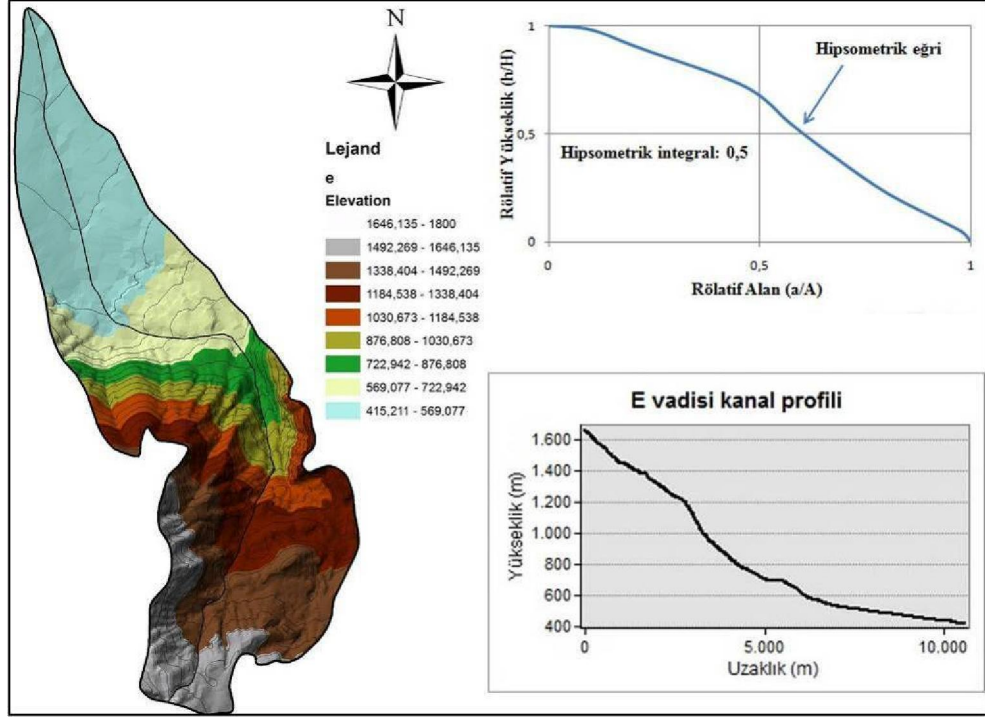 N
Lejand
e
Elevation
1646,135 - 1800
1492,269 - 1646,135
1338,404 - 1492,269
1184,538 - 1338,404
1030,673 - 1184,538
876,808 - 1030,673
722,942 - 876,808
569,077 - 722,942
415,211 - 569,077
Rölatif Yükseklik (h/H)
1
0,5
0
Hipsometrik eğri
Hipsometrik integral: 0,5
0
0,5
1
Rölatif Alan (a/A)
E vadisi kanal profili
Yükseklik (m)
1.600
1.400
1.200
1.000
800
600
400
0
5.000
10.000
Uzaklık (m)